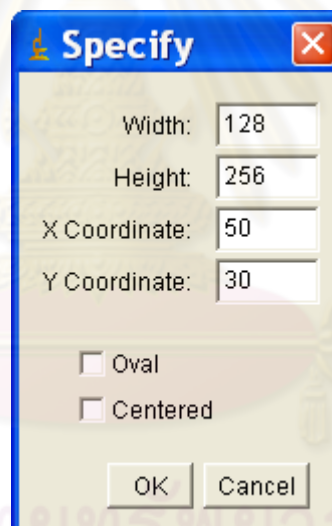 Specify
Width: 128
Height: 256
X Coordinate: 50
Y Coordinate: 30
Oval
Centered
OK Cancel